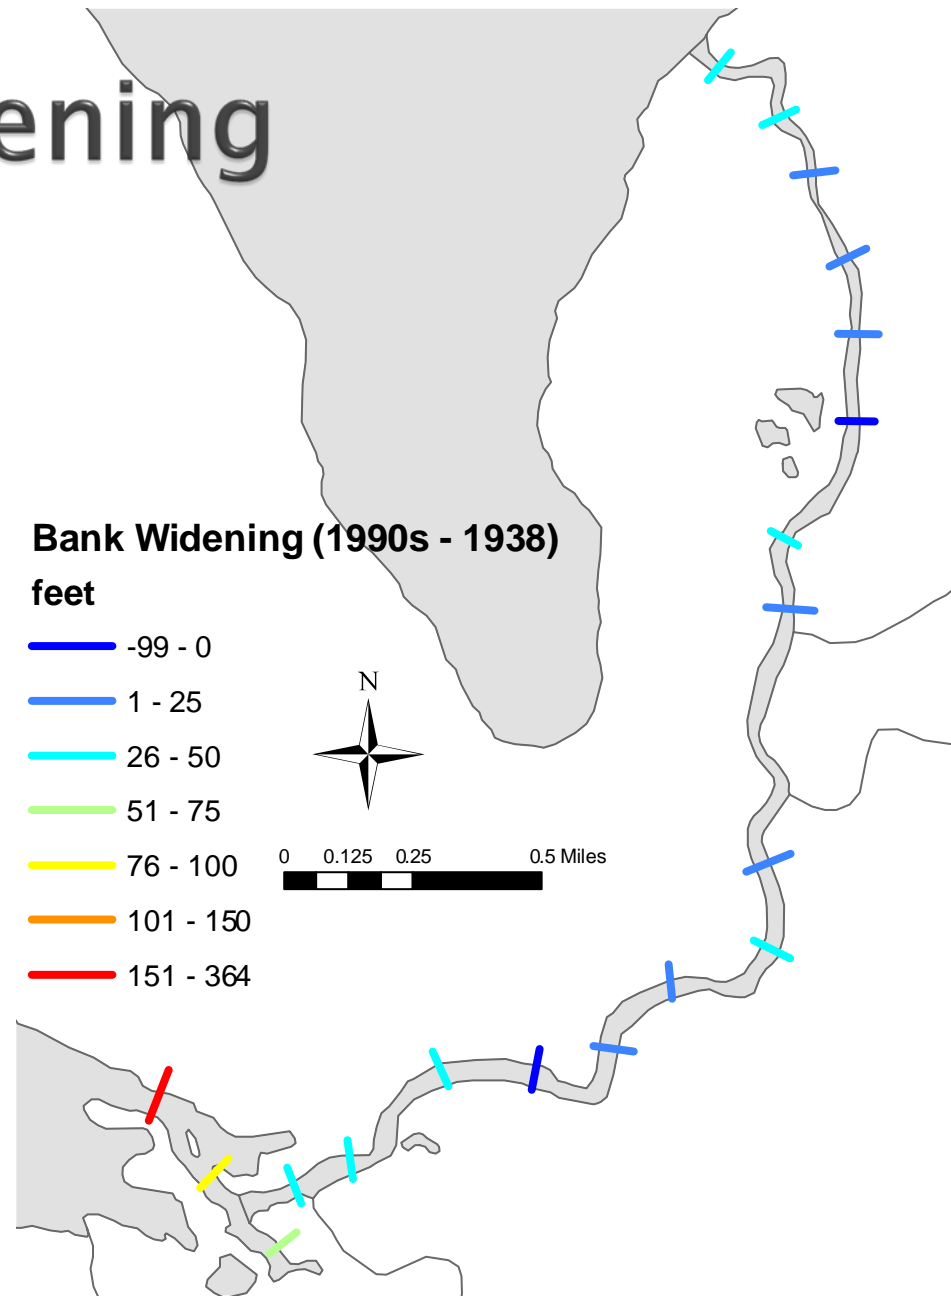 ening
Bank Widening (1990s - 1938)
feet
-99 - 0
1 - 25
26 - 50
51 - 75
76 - 100
101 - 150
151 - 364
N
0 0.125 0.25 0.5 Miles